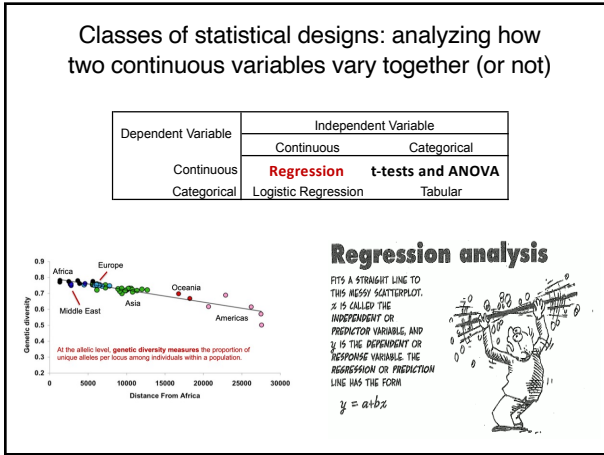 Classes of statistical designs: analyzing how
two continuous variables vary together (or not)
Dependent Variable
Independent Variable
Continuous Categorical
Continuous Regression t-tests and ANOVA
Categorical Logistic Regression Tabular
Genetic diversity
0.9
0.8
0.7
0.6
0.5
0.4
0.3
0.2
Africa
Europe
Middle East
Asia
Oceania
Americas
At the allelic level, genetic diversity measures the proportion of
unique alleles per locus among individuals within a population.
0 5000 10000 15000 20000 25000 30000
Distance From Africa
Regression analysis
FITS A STRAIGHT LINE TO
THIS MESSY SCATTERPLOT.
x IS CALLED THE
INDEPENDENT OR
PREDICTOR VARIABLE, AND
y IS THE DEPENDENT OR
RESPONSE VARIABLE. THE
REGRESSION OR PREDICTION
LINE HAS THE FORM
y = a+bx